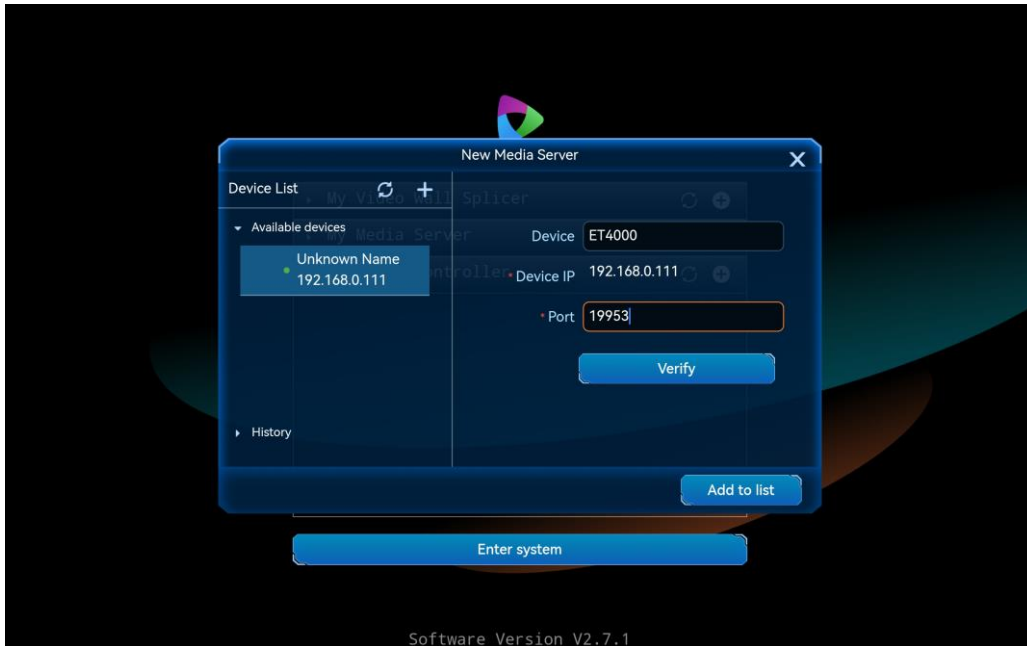 New Media Server
X
Device List
+
My Video Wall Splicer
Available devices
My Media Server
Device ET4000
Unknown Name
192.168.0.111
ntroller
* Device IP 192.168.0.111
* Port 19953
Verify
History
Add to list
Enter system
Software Version V2.7.1